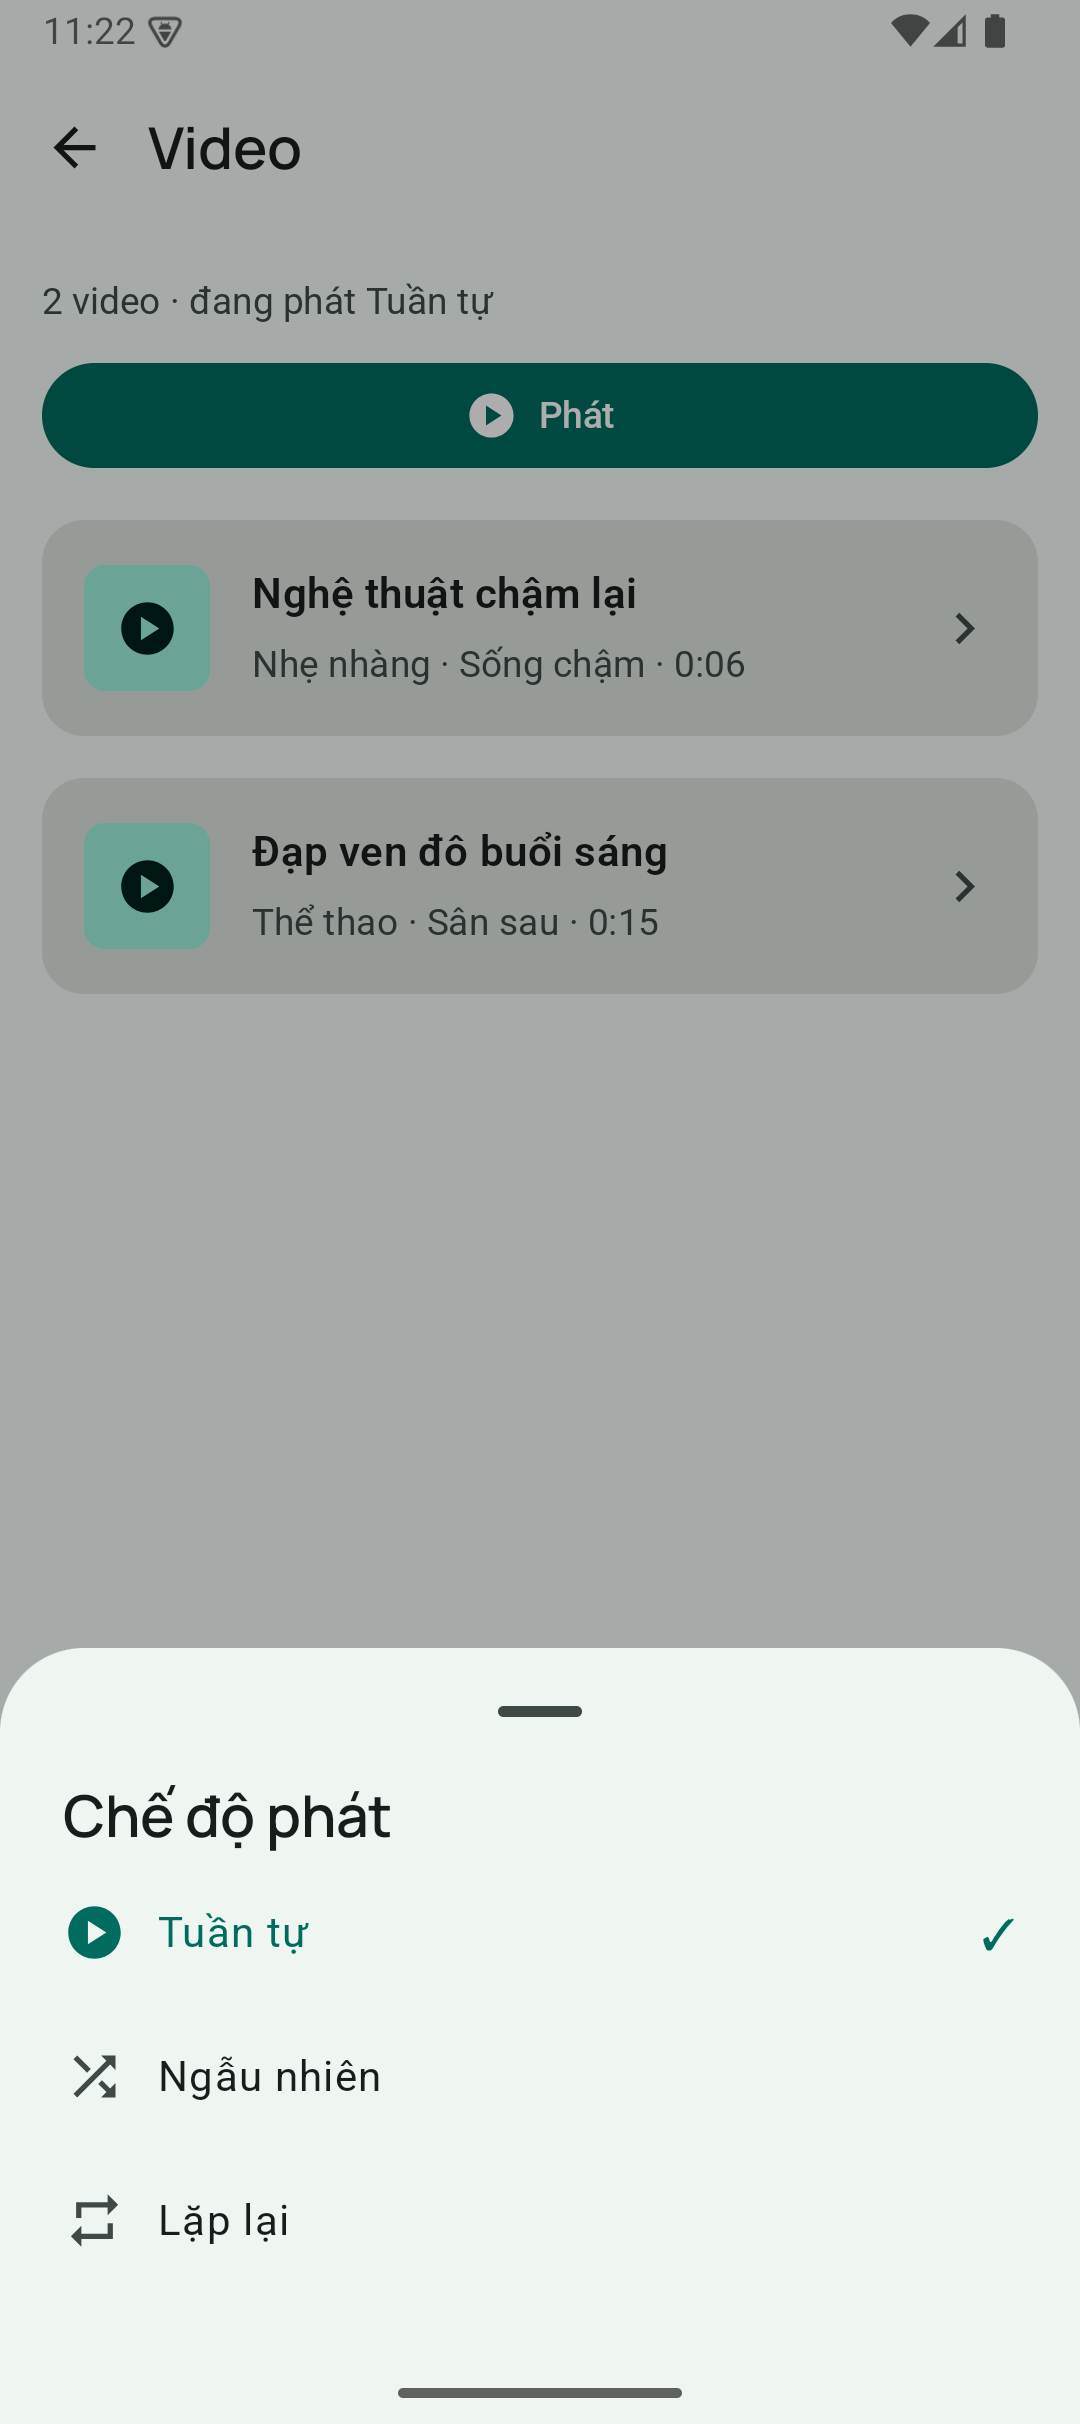 11:22
Video
2 video · đang phát Tuần tự
Phát
Nghệ thuật chậm lại
Nhẹ nhàng · Sống chậm · 0:06
Đạp ven đô buổi sáng
Thể thao · Sân sau · 0:15
Chế độ phát
Tuần tự ✓
Ngẫu nhiên
Lặp lại